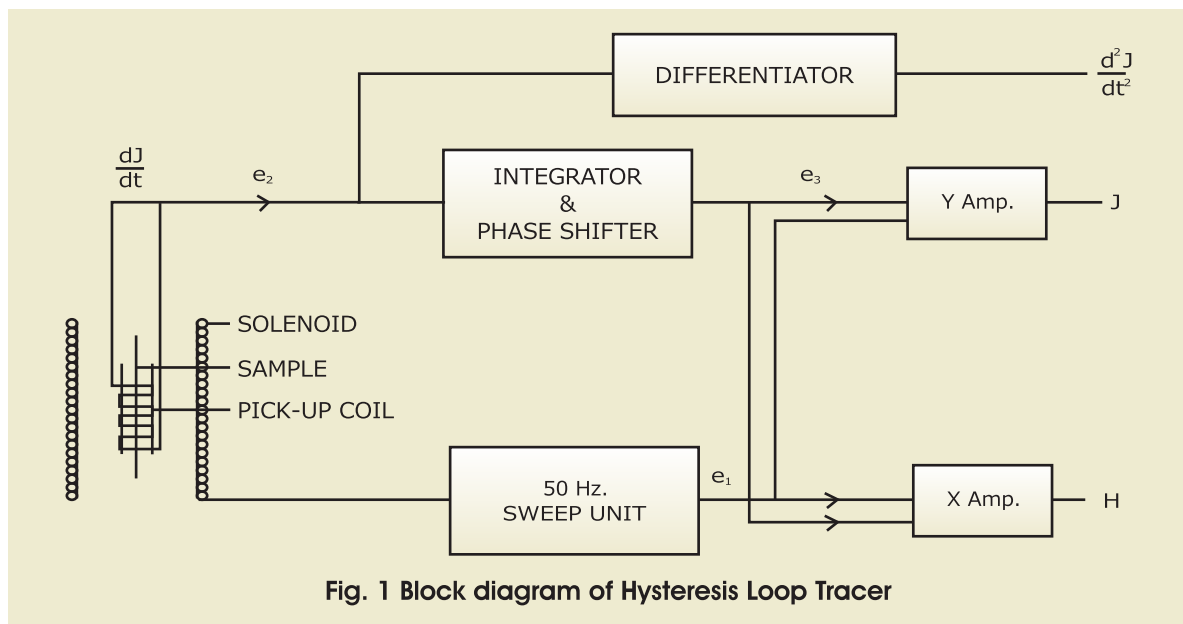 DIFFERENTIATOR
d²J
dt²
dJ
dt
e₂
INTEGRATOR
&
PHASE SHIFTER
e₃
Y Amp.
J
SOLENOID
SAMPLE
PICK-UP COIL
50 Hz.
SWEEP UNIT
e₁
X Amp.
H
Fig. 1 Block diagram of Hysteresis Loop Tracer